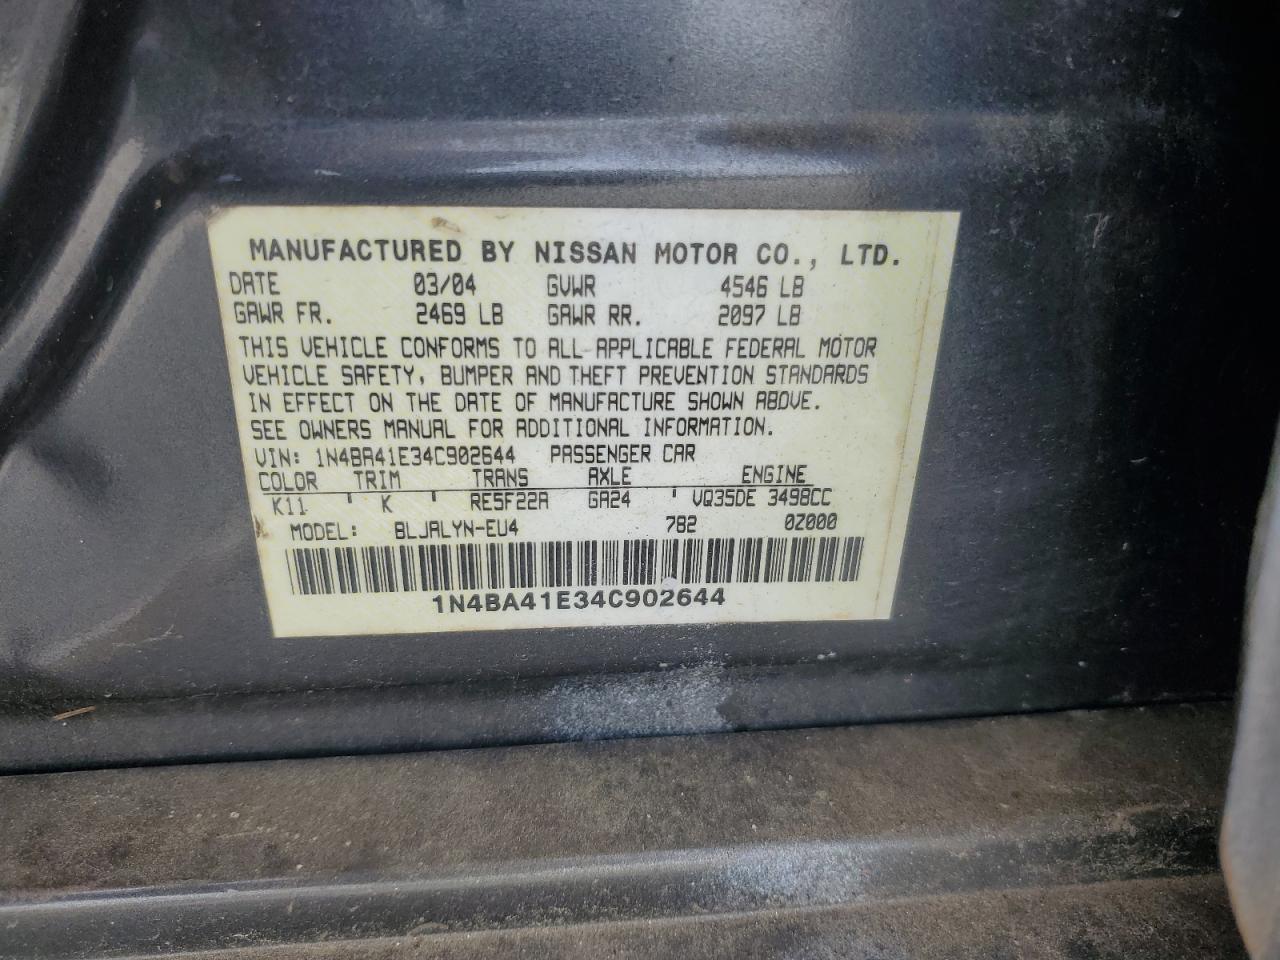 MANUFACTURED BY NISSAN MOTOR CO., LTD.
DATE 03/04 GVWR 4546 LB
GAWR FR. 2469 LB GAWR RR. 2097 LB
THIS VEHICLE CONFORMS TO ALL APPLICABLE FEDERAL MOTOR
VEHICLE SAFETY, BUMPER AND THEFT PREVENTION STANDARDS
IN EFFECT ON THE DATE OF MANUFACTURE SHOWN ABOVE.
SEE OWNERS MANUAL FOR ADDITIONAL INFORMATION.
VIN: 1N4BA41E34C902644 PASSENGER CAR
COLOR TRIM TRANS AXLE ENGINE
K11 ' K ' RE5F22A GA24 ' VQ35DE 3498CC
MODEL: BLJALYN-EU4 782 0Z000
1N4BA41E34C902644